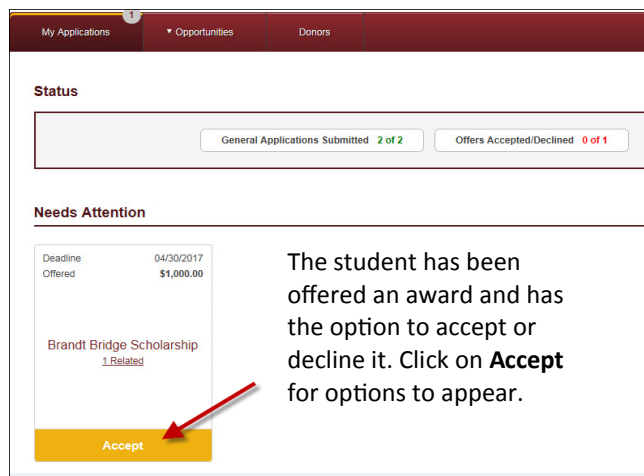 1
My Applications
▼ Opportunities
Donors
Status
General Applications Submitted 2 of 2
Offers Accepted/Declined 0 of 1
Needs Attention
Deadline 04/30/2017
Offered $1,000.00
Brandt Bridge Scholarship
1 Related
Accept
The student has been
offered an award and has
the option to accept or
decline it. Click on Accept
for options to appear.